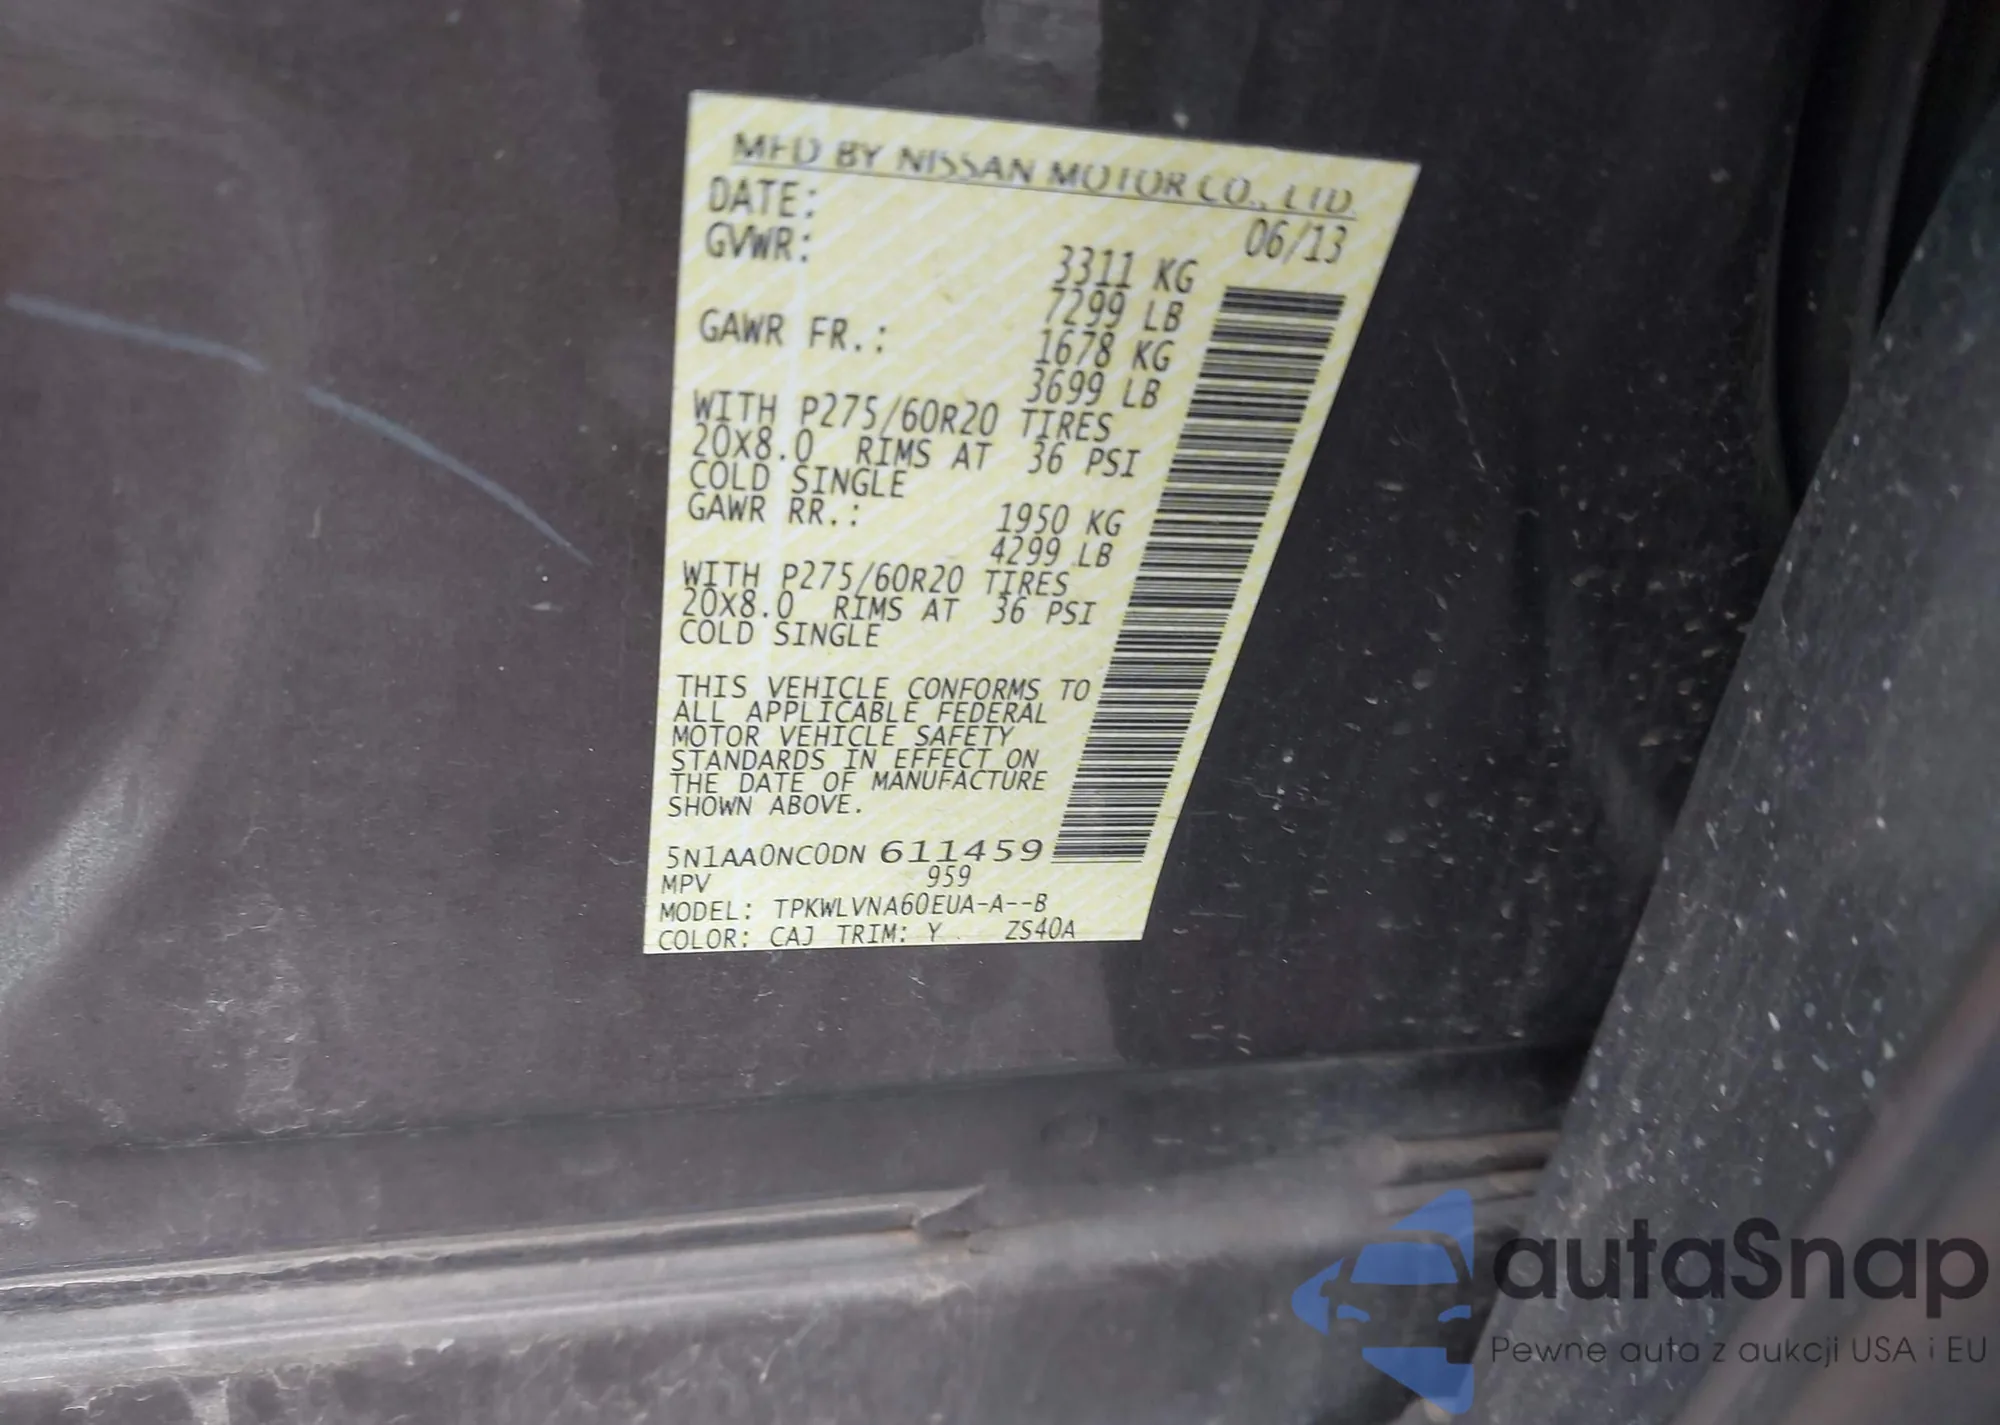 MFD BY NISSAN MOTOR CO., LTD.
DATE: 06/13
GVWR: 3311 KG
7299 LB
GAWR FR.: 1678 KG
3699 LB
WITH P275/60R20 TIRES
20X8.0 RIMS AT 36 PSI
COLD SINGLE
GAWR RR.: 1950 KG
4299 LB
WITH P275/60R20 TIRES
20X8.0 RIMS AT 36 PSI
COLD SINGLE
THIS VEHICLE CONFORMS TO
ALL APPLICABLE FEDERAL
MOTOR VEHICLE SAFETY
STANDARDS IN EFFECT ON
THE DATE OF MANUFACTURE
SHOWN ABOVE.
5N1AA0NC0DN 611459
MPV 959
MODEL: TPKWLVNA60EUA-A--B
COLOR: CAJ TRIM: Y ZS40A
autaSnap
Pewne auta z aukcji USA i EU